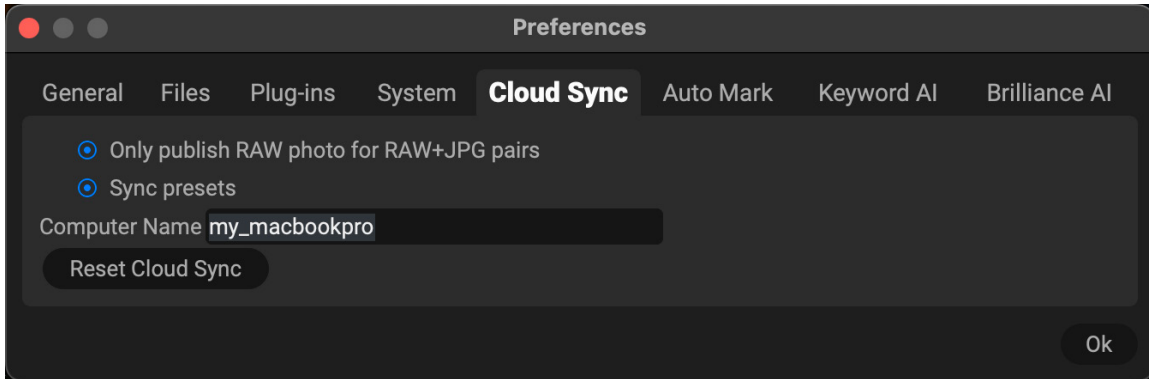 Preferences
General Files Plug-ins System Cloud Sync Auto Mark Keyword AI Brilliance AI
Only publish RAW photo for RAW+JPG pairs
Sync presets
Computer Name my_macbookpro
Reset Cloud Sync
Ok